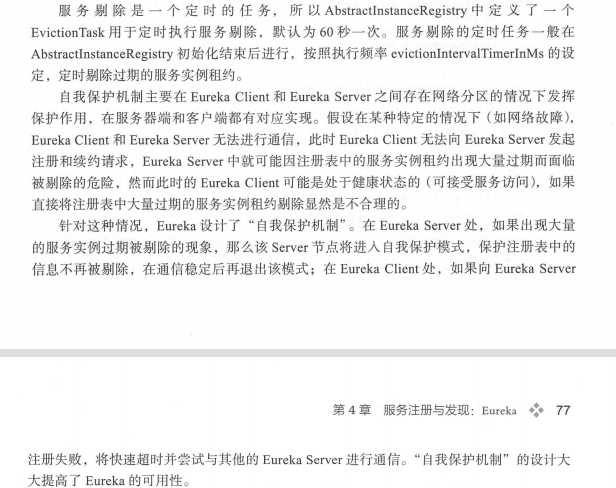 服务剔除是一个定时的任务，所以 AbstractInstanceRegistry 中定义了一个
EvictionTask 用于定时执行服务剔除，默认为 60 秒一次。服务剔除的定时任务一般在
AbstractInstanceRegistry 初始化结束后进行，按照执行频率 evictionIntervalTimerInMs 的设
定，定时剔除过期的服务实例租约。
自我保护机制主要在 Eureka Client 和 Eureka Server 之间存在网络分区的情况下发挥
保护作用，在服务器端和客户端都有对应实现。假设在某种特定的情况下（如网络故障），
Eureka Client 和 Eureka Server 无法进行通信，此时 Eureka Client 无法向 Eureka Server 发起
注册和续约请求，Eureka Server 中就可能因注册表中的服务实例租约出现大量过期而面临
被剔除的危险，然而此时的 Eureka Client 可能是处于健康状态的（可接受服务访问），如果
直接将注册表中大量过期的服务实例租约剔除显然是不合理的。
针对这种情况，Eureka 设计了“自我保护机制”。在 Eureka Server 处，如果出现大量
的服务实例过期被剔除的现象，那么该 Server 节点将进入自我保护模式，保护注册表中的
信息不再被剔除，在通信稳定后再退出该模式；在 Eureka Client 处，如果向 Eureka Server
第 4 章 服务注册与发现：Eureka 77
注册失败，将快速超时并尝试与其他的 Eureka Server 进行通信。“自我保护机制”的设计大
大提高了 Eureka 的可用性。